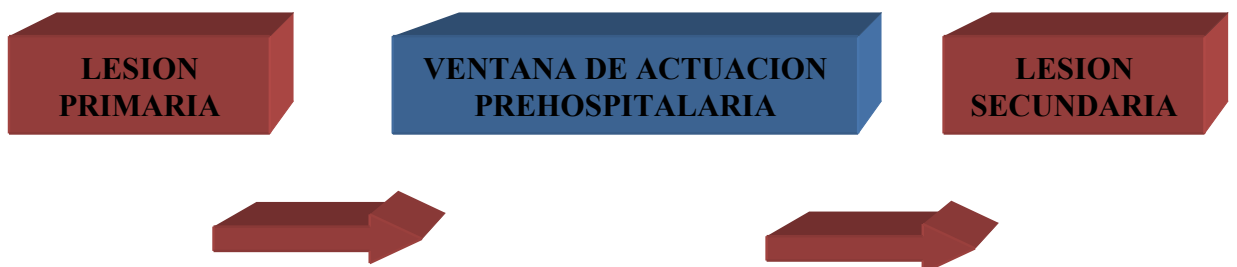 LESION
PRIMARIA
VENTANA DE ACTUACION
PREHOSPITALARIA
LESION
SECUNDARIA